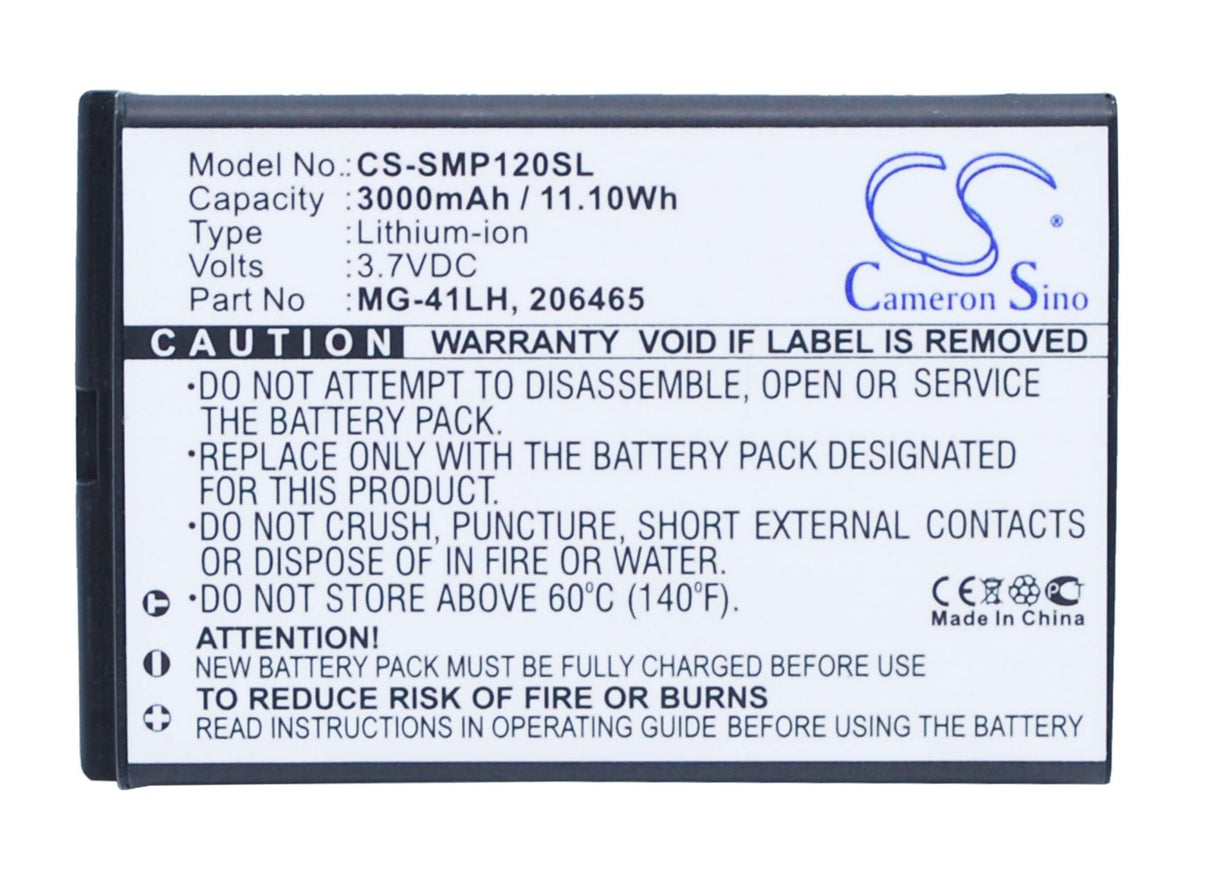 Model No.: CS-SMP120SL
Capacity : 3000mAh / 11.10Wh
Type : Lithium-ion
Volts : 3.7VDC
Part No : MG-41LH, 206465
CS ®
Cameron Sino
CAUTION WARRANTY VOID IF LABEL IS REMOVED
•DO NOT ATTEMPT TO DISASSEMBLE, OPEN OR SERVICE
THE BATTERY PACK.
•REPLACE ONLY WITH THE BATTERY PACK DESIGNATED
FOR THIS PRODUCT.
•DO NOT CRUSH, PUNCTURE, SHORT EXTERNAL CONTACTS
OR DISPOSE OF IN FIRE OR WATER.
•DO NOT STORE ABOVE 60°C (140°F).
CE PC
Made In China
ATTENTION!
NEW BATTERY PACK MUST BE FULLY CHARGED BEFORE USE
TO REDUCE RISK OF FIRE OR BURNS
READ INSTRUCTIONS IN OPERATING GUIDE BEFORE USING THE BATTERY
T
−
+